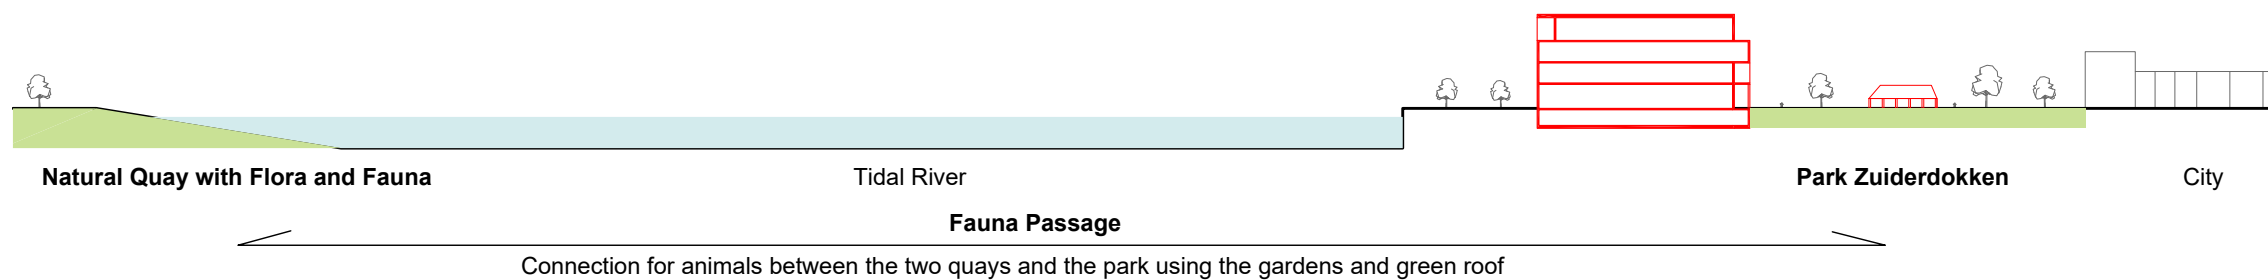 Natural Quay with Flora and Fauna
Tidal River
Park Zuiderdokken
City
Fauna Passage
Connection for animals between the two quays and the park using the gardens and green roof